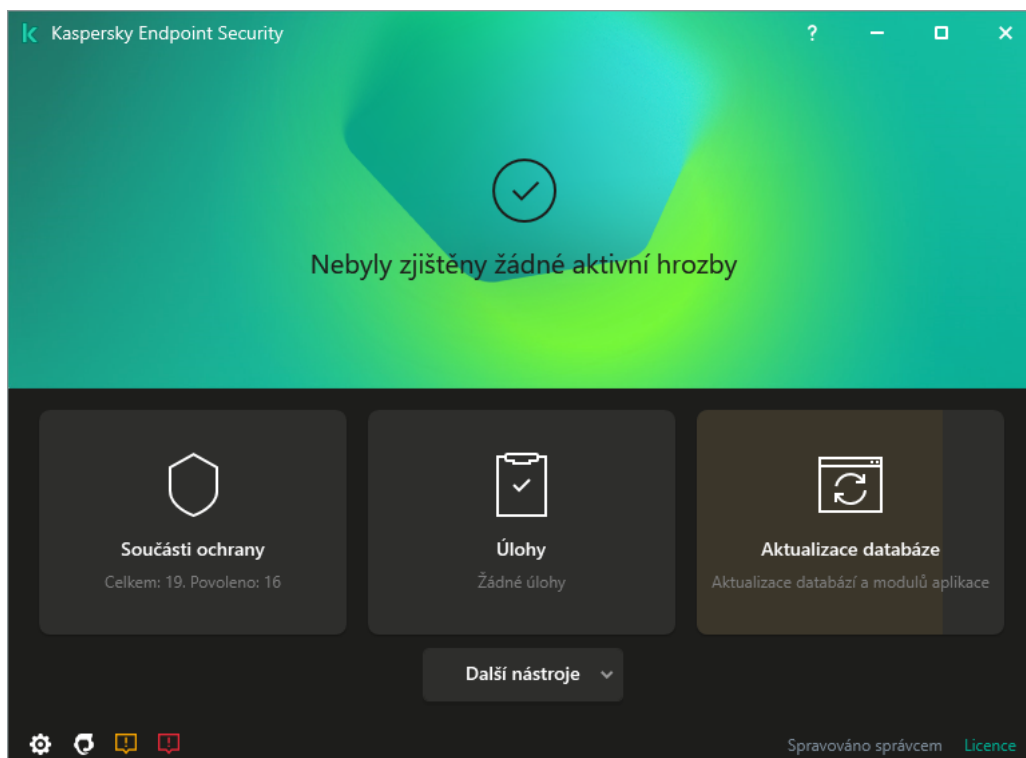 Kaspersky Endpoint Security
?
Nebyly zjištěny žádné aktivní hrozby
Součásti ochrany
Celkem: 19. Povoleno: 16
Úlohy
Žádné úlohy
Aktualizace databáze
Aktualizace databází a modulů aplikace
Další nástroje
Spravováno správcem Licence